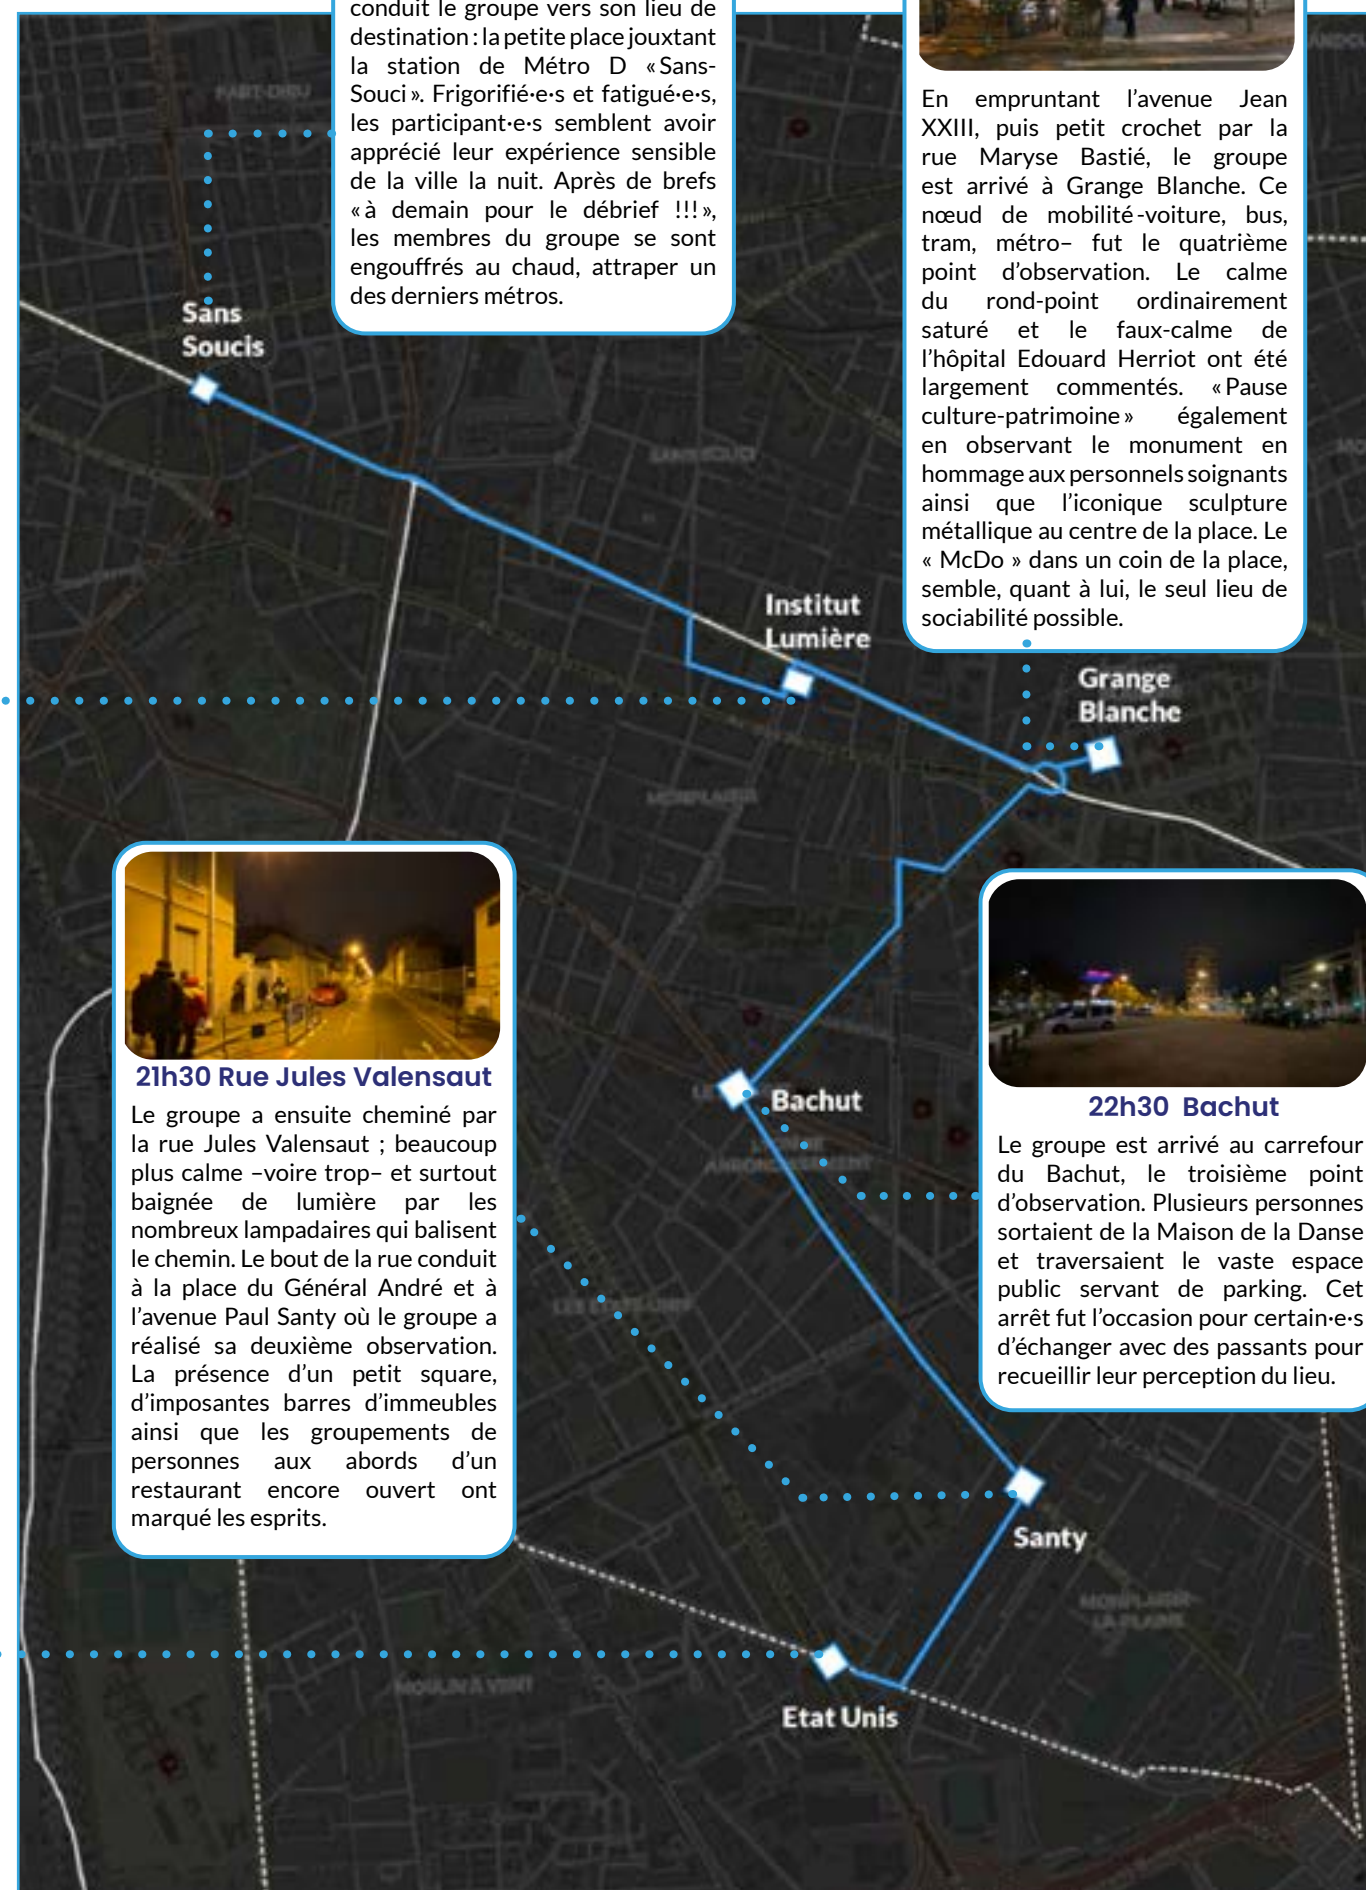 conduit le groupe vers son lieu de
destination : la petite place jouxtant
la station de Métro D «Sans-
Souci». Frigorifié·e·s et fatigué·e·s,
les participant·e·s semblent avoir
apprécié leur expérience sensible
de la ville la nuit. Après de brefs
«à demain pour le débrief !!!»,
les membres du groupe se sont
engouffrés au chaud, attraper un
des derniers métros.
En empruntant l’avenue Jean
XXIII, puis petit crochet par la
rue Maryse Bastié, le groupe
est arrivé à Grange Blanche. Ce
nœud de mobilité -voiture, bus,
tram, métro– fut le quatrième
point d’observation. Le calme
du rond-point ordinairement
saturé et le faux-calme de
l’hôpital Edouard Herriot ont été
largement commentés. «Pause
culture-patrimoine» également
en observant le monument en
hommage aux personnels soignants
ainsi que l’iconique sculpture
métallique au centre de la place. Le
« McDo » dans un coin de la place,
semble, quant à lui, le seul lieu de
sociabilité possible.
PART-DIEU
Sans
Soucis
SANS SOUCI
Institut
Lumière
Grange
Blanche
MONPLAISIR
21h30 Rue Jules Valensaut
Le groupe a ensuite cheminé par
la rue Jules Valensaut ; beaucoup
plus calme –voire trop– et surtout
baignée de lumière par les
nombreux lampadaires qui balisent
le chemin. Le bout de la rue conduit
à la place du Général André et à
l’avenue Paul Santy où le groupe a
réalisé sa deuxième observation.
La présence d’un petit square,
d’imposantes barres d’immeubles
ainsi que les groupements de
personnes aux abords d’un
restaurant encore ouvert ont
marqué les esprits.
Bachut
ARRONDISSEMENT
22h30 Bachut
Le groupe est arrivé au carrefour
du Bachut, le troisième point
d’observation. Plusieurs personnes
sortaient de la Maison de la Danse
et traversaient le vaste espace
public servant de parking. Cet
arrêt fut l’occasion pour certain·e·s
d’échanger avec des passants pour
recueillir leur perception du lieu.
LES ETATS-UNIS
Santy
MONPLAISIR-
LA PLAINE
MOULIN À VENT
Etat Unis